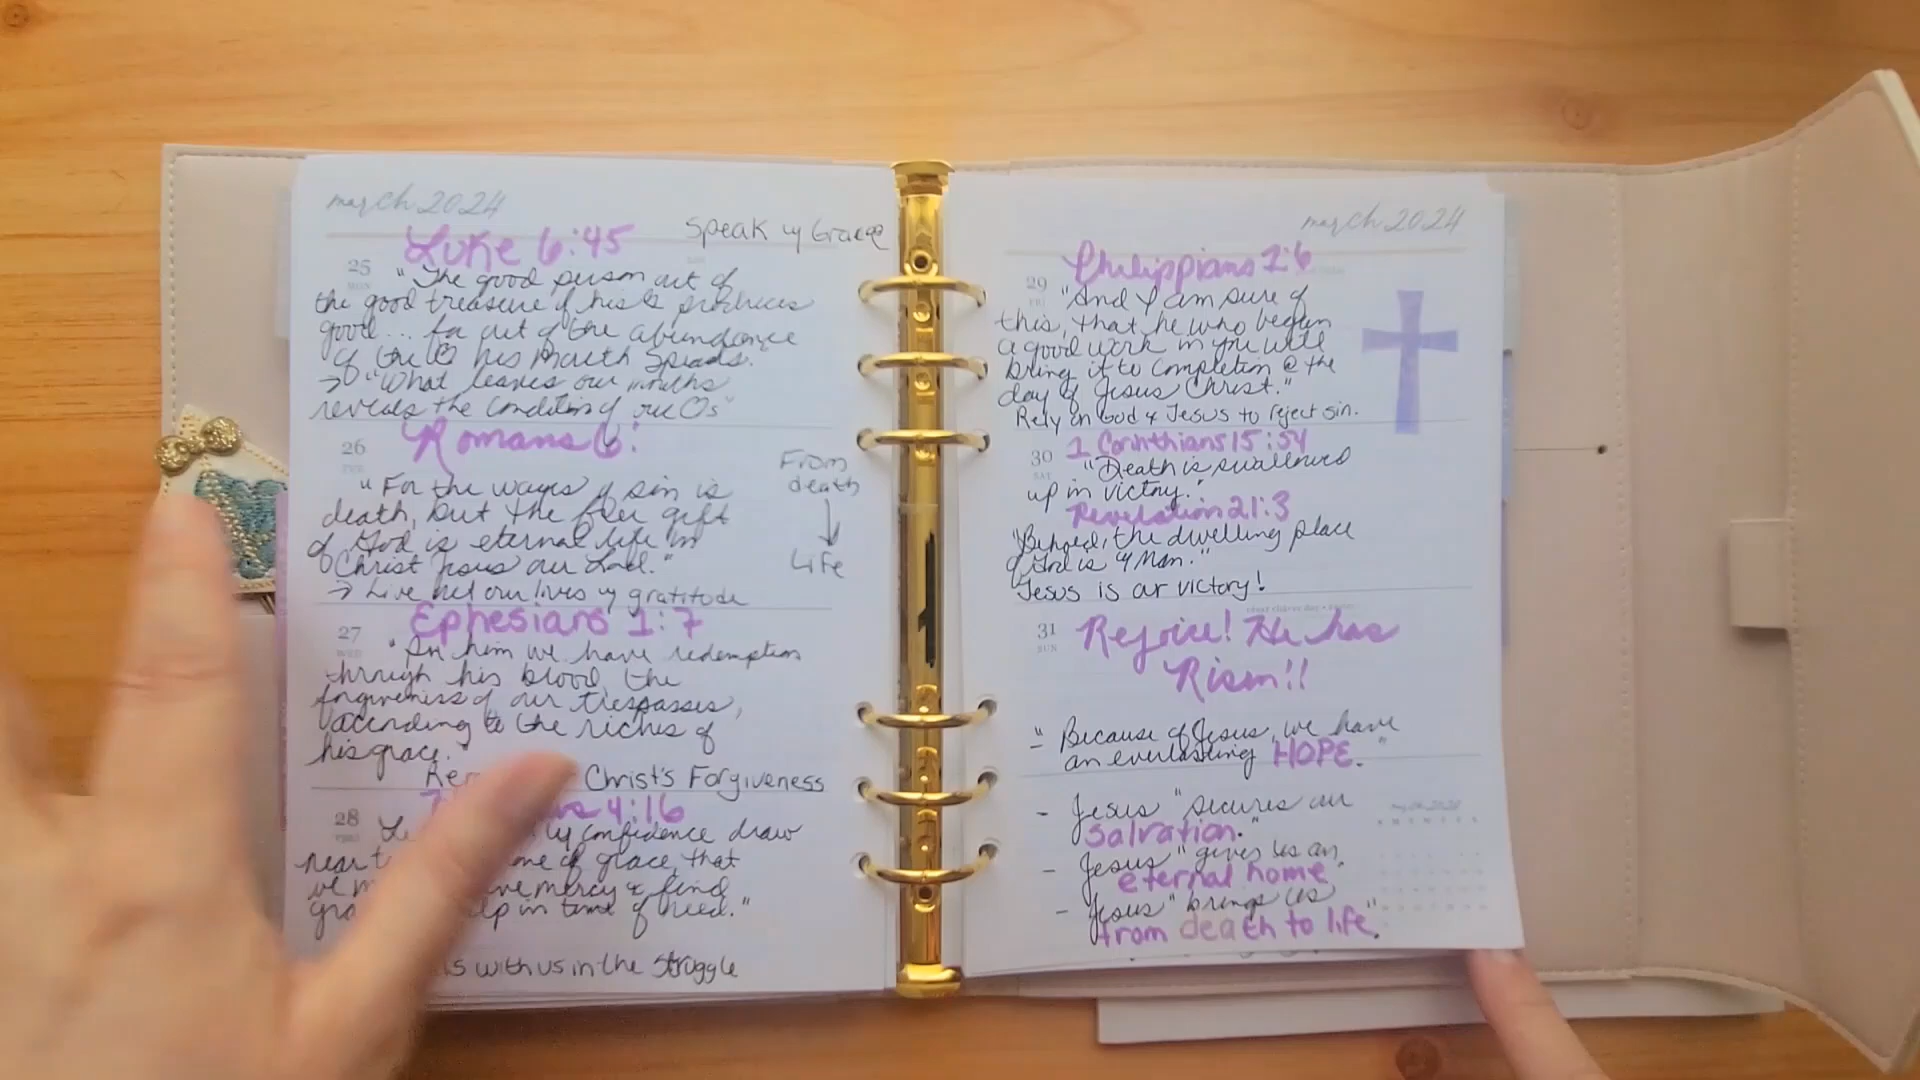 march 2024
Speak w/ Grace
Luke 6:45
25
MON
"The good person out of
the good treasure of his produces
good... for out of the abundance
of the his mouth speaks."
→ "What leaves our mouths
reveals the condition of our"
26
TUE
Romans 6:
"For the wages of sin is
death, but the free gift
of God is eternal life in
Christ Jesus our Lord."
→ Live our lives w/ gratitude
From
death
↓
Life
27
WED
Ephesians 1:7
"In him we have redemption
through his blood the
forgiveness of our trespasses,
according to the riches of
his grace."
Christ's Forgiveness
28
THU
4:16
w/ confidence draw
near of grace, that
we mercy & find
in time of need."
with us in the struggle
march 2024
Philippians 1:6
29
FRI
"And I am sure of
this, that he who began
a good work in you will
bring it to completion @ the
day of Jesus Christ."
Rely on God & Jesus to reject sin.
1 Corinthians 15:54
30
SAT
"Death is swallowed
up in victory."
Revelation 21:3
"Behold, the dwelling place
of God is w/ Man."
Jesus is our victory!
31
SUN
Rejoice! He has
Risen!!
- "Because of Jesus, we have
an everlasting HOPE."
- Jesus "secures our
salvation."
- Jesus "gives us an
eternal home"
- Jesus "brings us
from death to life."